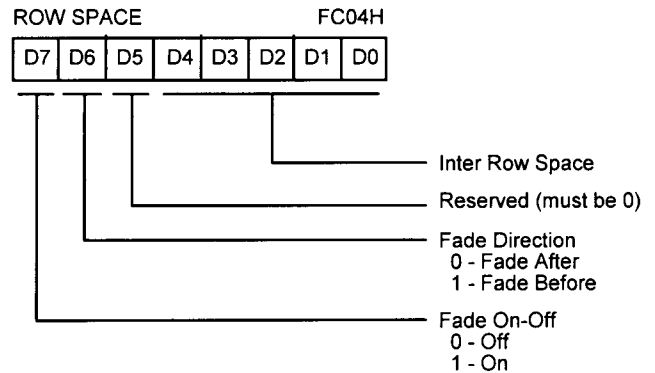 ROW SPACE FC04H
D7 D6 D5 D4 D3 D2 D1 D0
Inter Row Space
Reserved (must be 0)
Fade Direction
0 - Fade After
1 - Fade Before
Fade On-Off
0 - Off
1 - On